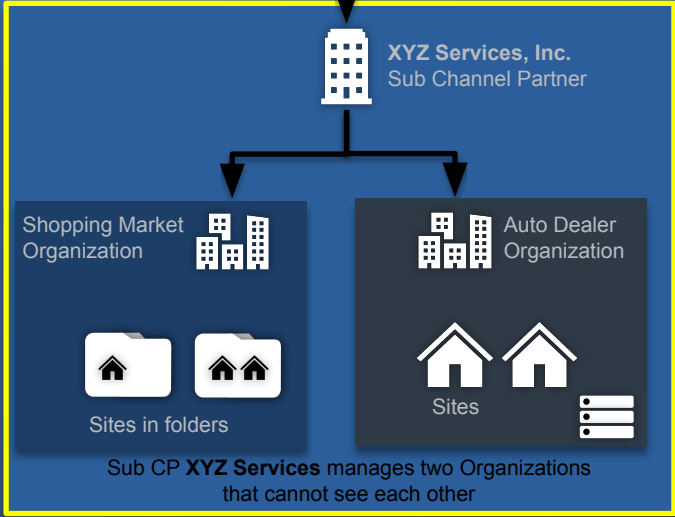 XYZ Services, Inc.
Sub Channel Partner
Shopping Market
Organization
Auto Dealer
Organization
Sites in folders
Sites
Sub CP XYZ Services manages two Organizations
that cannot see each other